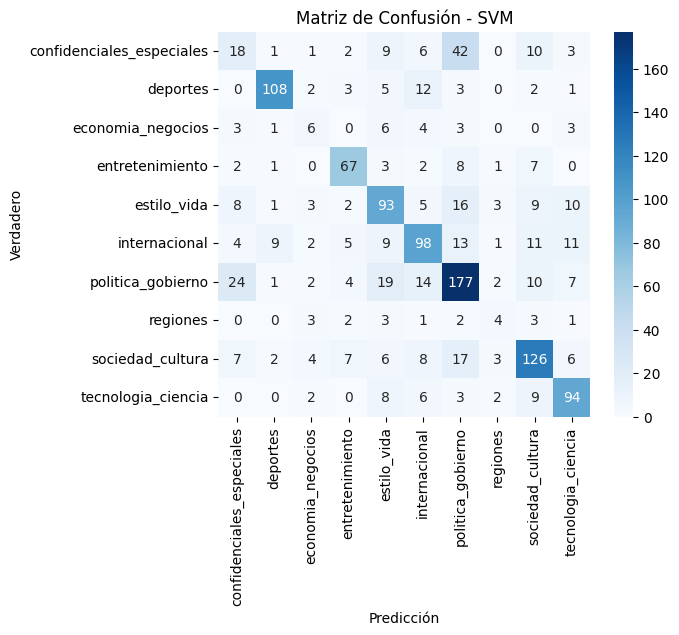 Matriz de Confusión - SVM
confidenciales_especiales 18 1 1 2 9 6 42 0 10 3
deportes 0 108 2 3 5 12 3 0 2 1
economia_negocios 3 1 6 0 6 4 3 0 0 3
entretenimiento 2 1 0 67 3 2 8 1 7 0
estilo_vida 8 1 3 2 93 5 16 3 9 10
internacional 4 9 2 5 9 98 13 1 11 11
politica_gobierno 24 1 2 4 19 14 177 2 10 7
regiones 0 0 3 2 3 1 2 4 3 1
sociedad_cultura 7 2 4 7 6 8 17 3 126 6
tecnologia_ciencia 0 0 2 0 8 6 3 2 9 94
Verdadero
confidenciales_especiales
deportes
economia_negocios
entretenimiento
estilo_vida
internacional
politica_gobierno
regiones
sociedad_cultura
tecnologia_ciencia
Predicción
160
140
120
100
80
60
40
20
0